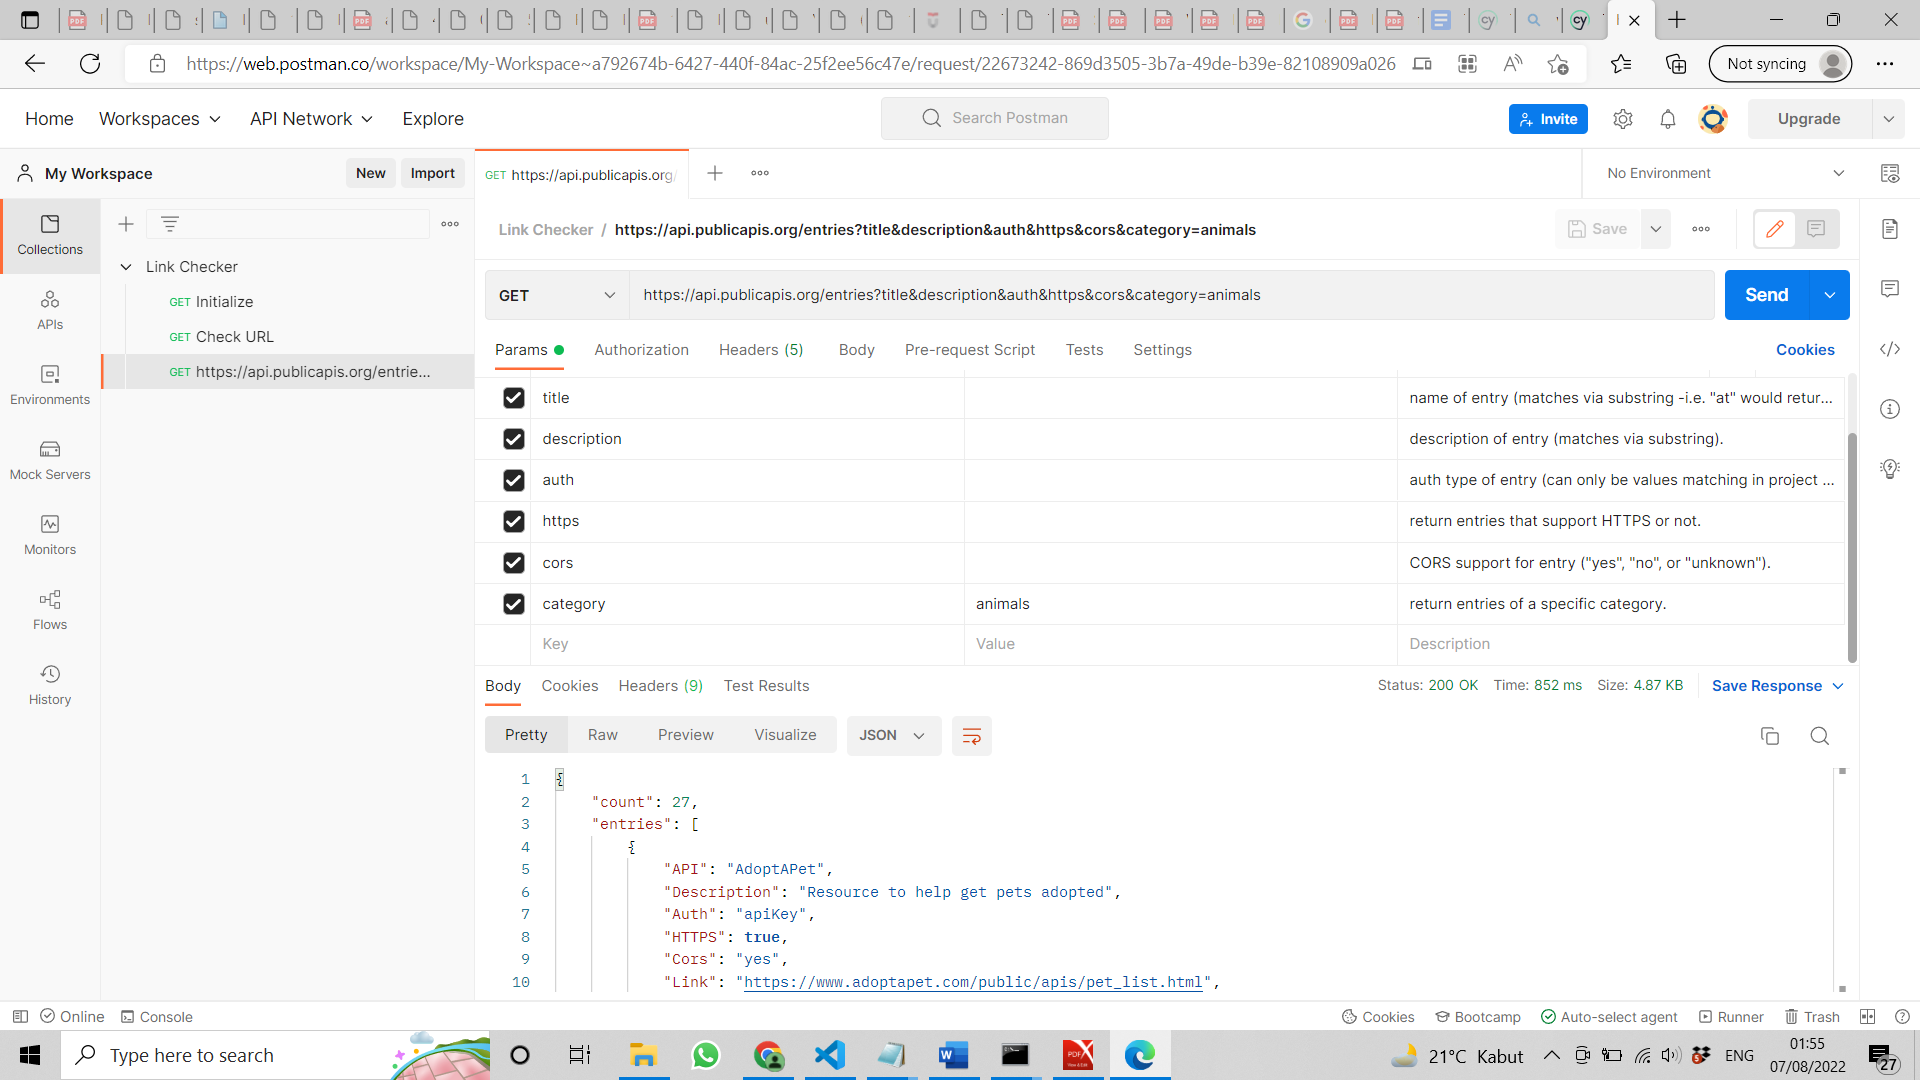 https://web.postman.co/workspace/My-Workspace~a792674b-6427-440f-84ac-25f2ee56c47e/request/22673242-869d3505-3b7a-49de-b39e-82108909a026
Not syncing
Home
Workspaces
API Network
Explore
Search Postman
Invite
Upgrade
My Workspace
New
Import
GET https://api.publicapis.org/
No Environment
Collections
APIs
Environments
Mock Servers
Monitors
Flows
History
Link Checker
GET Initialize
GET Check URL
GET https://api.publicapis.org/entrie...
Link Checker / https://api.publicapis.org/entries?title&description&auth&https&cors&category=animals
Save
GET
https://api.publicapis.org/entries?title&description&auth&https&cors&category=animals
Send
Params
Authorization
Headers (5)
Body
Pre-request Script
Tests
Settings
Cookies
title
name of entry (matches via substring -i.e. "at" would retur...
description
description of entry (matches via substring).
auth
auth type of entry (can only be values matching in project ...
https
return entries that support HTTPS or not.
cors
CORS support for entry ("yes", "no", or "unknown").
category
animals
return entries of a specific category.
Key
Value
Description
Body
Cookies
Headers (9)
Test Results
Status: 200 OK
Time: 852 ms
Size: 4.87 KB
Save Response
Pretty
Raw
Preview
Visualize
JSON
1 {
2 "count": 27,
3 "entries": [
4 {
5 "API": "AdoptAPet",
6 "Description": "Resource to help get pets adopted",
7 "Auth": "apiKey",
8 "HTTPS": true,
9 "Cors": "yes",
10 "Link": "https://www.adoptapet.com/public/apis/pet_list.html",
Online
Console
Cookies
Bootcamp
Auto-select agent
Runner
Trash
Type here to search
21°C Kabut
ENG
01:55
07/08/2022
27